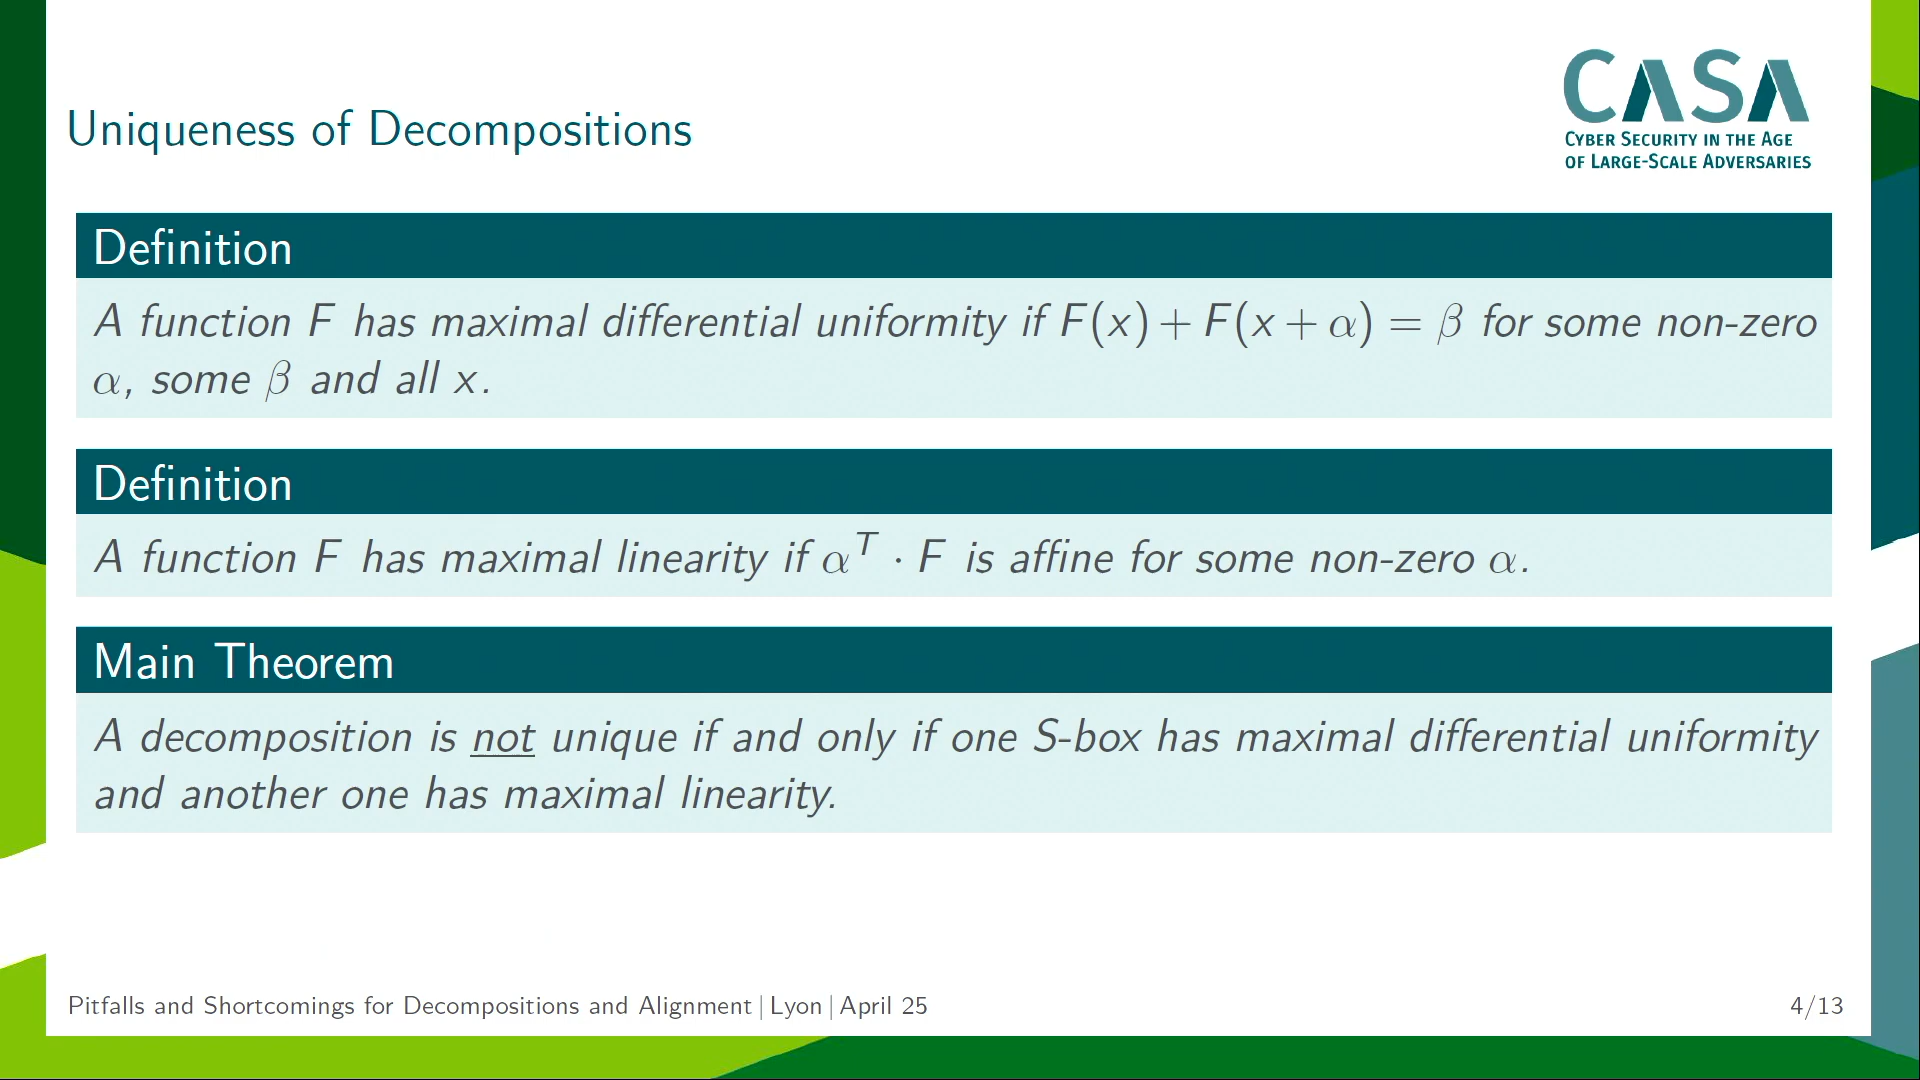 CASA
CYBER SECURITY IN THE AGE
OF LARGE-SCALE ADVERSARIES
Uniqueness of Decompositions
Definition
A function F has maximal differential uniformity if F(x) + F(x + α) = β for some non-zero
α, some β and all x.
Definition
A function F has maximal linearity if α^T · F is affine for some non-zero α.
Main Theorem
A decomposition is not unique if and only if one S-box has maximal differential uniformity
and another one has maximal linearity.
Pitfalls and Shortcomings for Decompositions and Alignment | Lyon | April 25
4/13